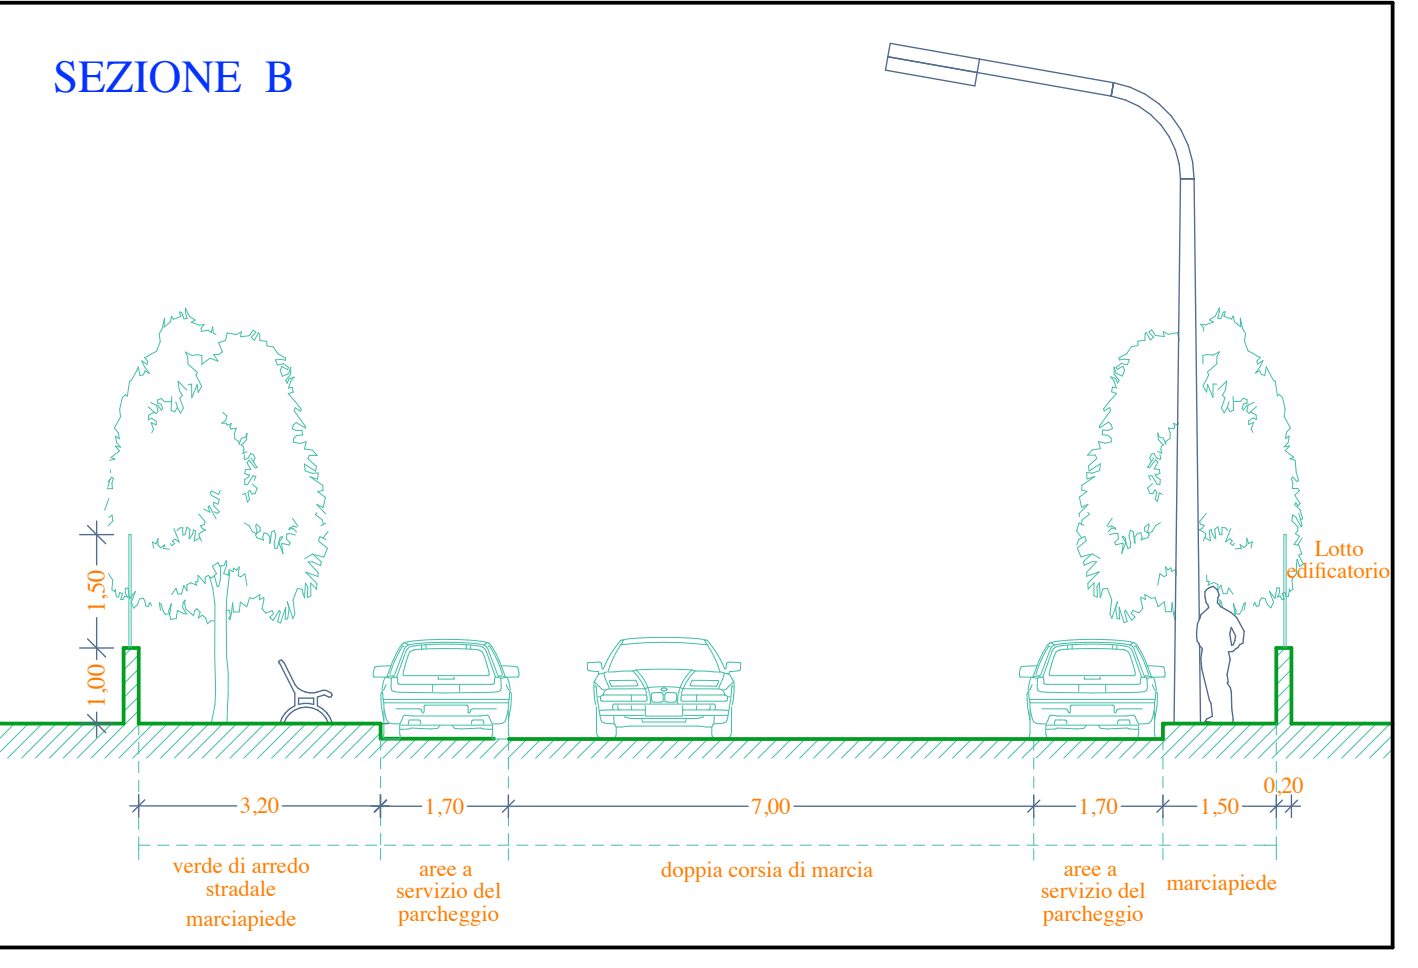 SEZIONE B
Lotto
edificatorio
1,50
1,00
0,20
3,20
1,70
7,00
1,70
1,50
verde di arredo
stradale
marciapiede
aree a
servizio del
parcheggio
doppia corsia di marcia
aree a
servizio del
parcheggio
marciapiede